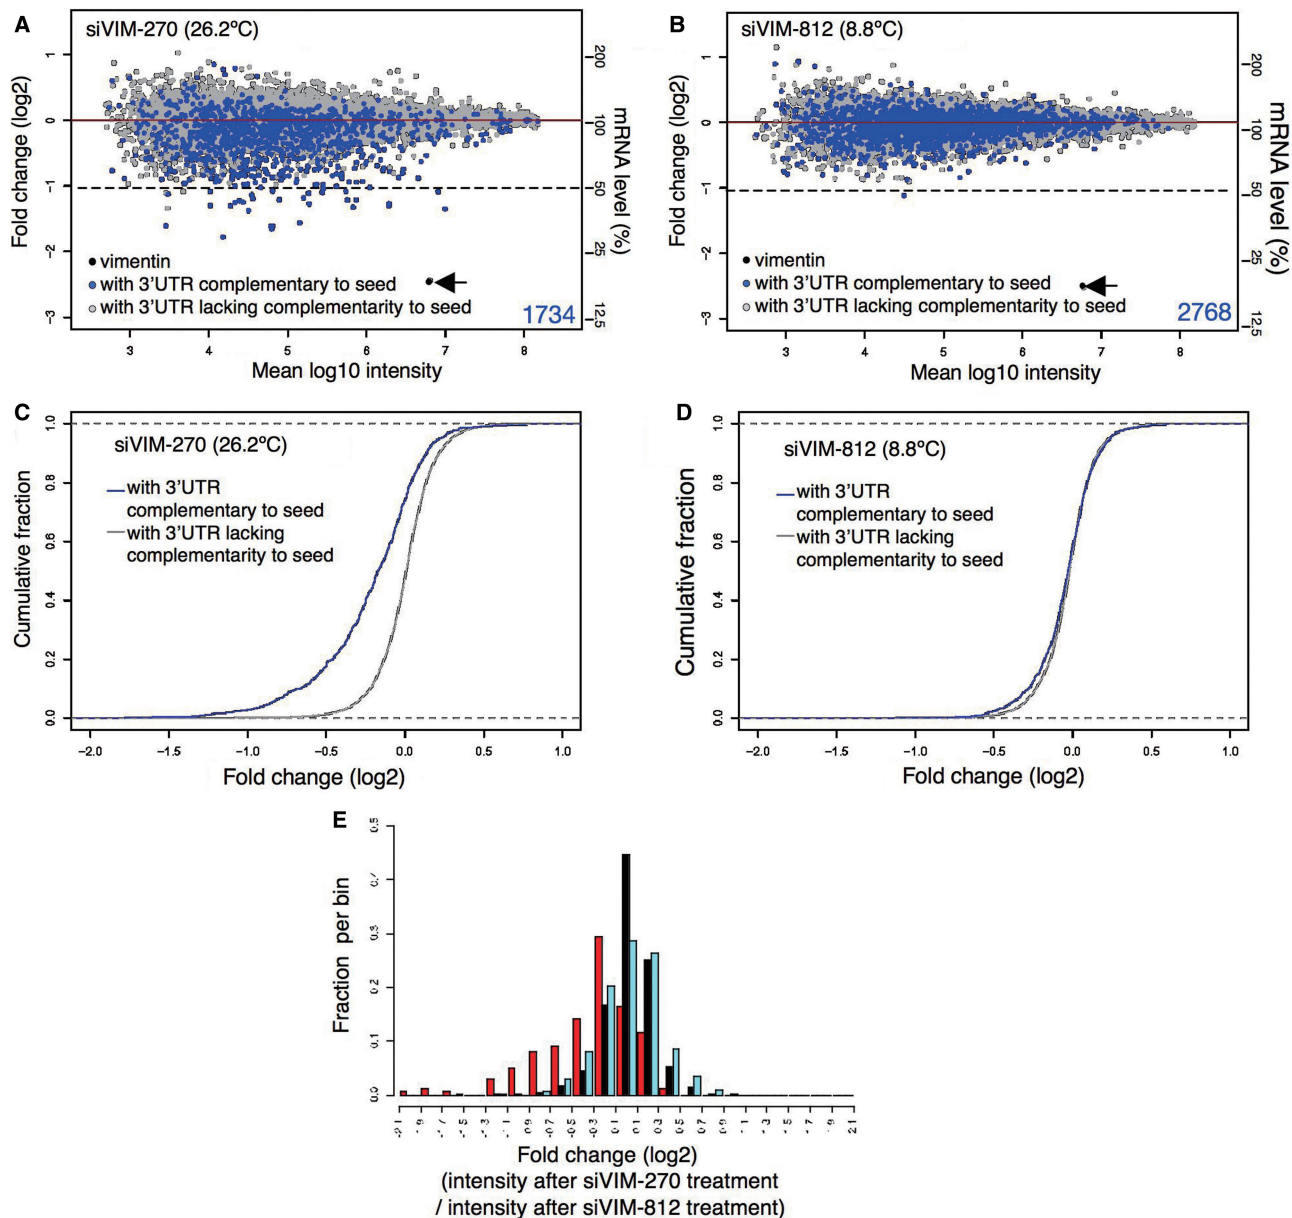 A
siVIM-270 (26.2ºC)
Fold change (log2)
1
0
1
-2
-3
200
100
50
25
12.5
mRNA level (%)
vimentin
with 3'UTR complementary to seed
with 3'UTR lacking complementarity to seed
1734
3 4 5 6 7 8
Mean log10 intensity
B
siVIM-812 (8.8ºC)
Fold change (log2)
1
0
1
-2
-3
200
100
50
25
12.5
mRNA level (%)
vimentin
with 3'UTR complementary to seed
with 3'UTR lacking complementarity to seed
2768
3 4 5 6 7 8
Mean log10 intensity
C
siVIM-270 (26.2ºC)
with 3'UTR
complementary to seed
with 3'UTR lacking
complementarity to seed
Cumulative fraction
1.0
0.8
0.6
0.4
0.2
0.0
-2.0 -1.5 -1.0 -0.5 0.0 0.5 1.0
Fold change (log2)
D
siVIM-812 (8.8ºC)
with 3'UTR
complementary to seed
with 3'UTR lacking
complementarity to seed
Cumulative fraction
1.0
0.8
0.6
0.4
0.2
0.0
-2.0 -1.5 -1.0 -0.5 0.0 0.5 1.0
Fold change (log2)
E
Fraction per bin
Fold change (log2)
(intensity after siVIM-270 treatment
/ intensity after siVIM-812 treatment)